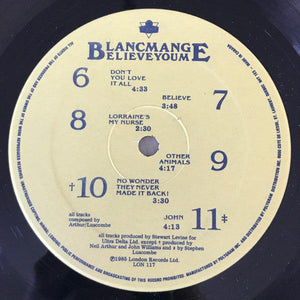 BLANCMANGE
BELIEVEYOUM
6
DON'T
YOU LOVE
IT ALL
4:33
BELIEVE
3:48
7
8
LORRAINE'S
MY NURSE
2:30
OTHER
ANIMALS
4:17
9
†10
NO WONDER
THEY NEVER
MADE IT BACK!
3:30
all tracks
composed by
Arthur/Luscombe
JOHN
4:13
11‡
all tracks produced by Stewart Levine for
Ultra Delta Ltd. except † produced by
Neil Arthur and John Williams and ‡ by Stephen
Luscombe
℗1985 London Records Ltd.
LON 117